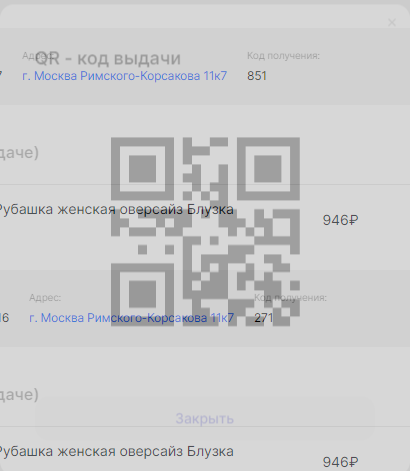 ×
QR - код выдачи
Адрес: Код получения:
7 г. Москва Римского-Корсакова 11к7 851
даче)
Рубашка женская оверсайз Блузка
946₽
Адрес: Код получения:
16 г. Москва Римского-Корсакова 11к7 271
даче)
Закрыть
Рубашка женская оверсайз Блузка
946₽